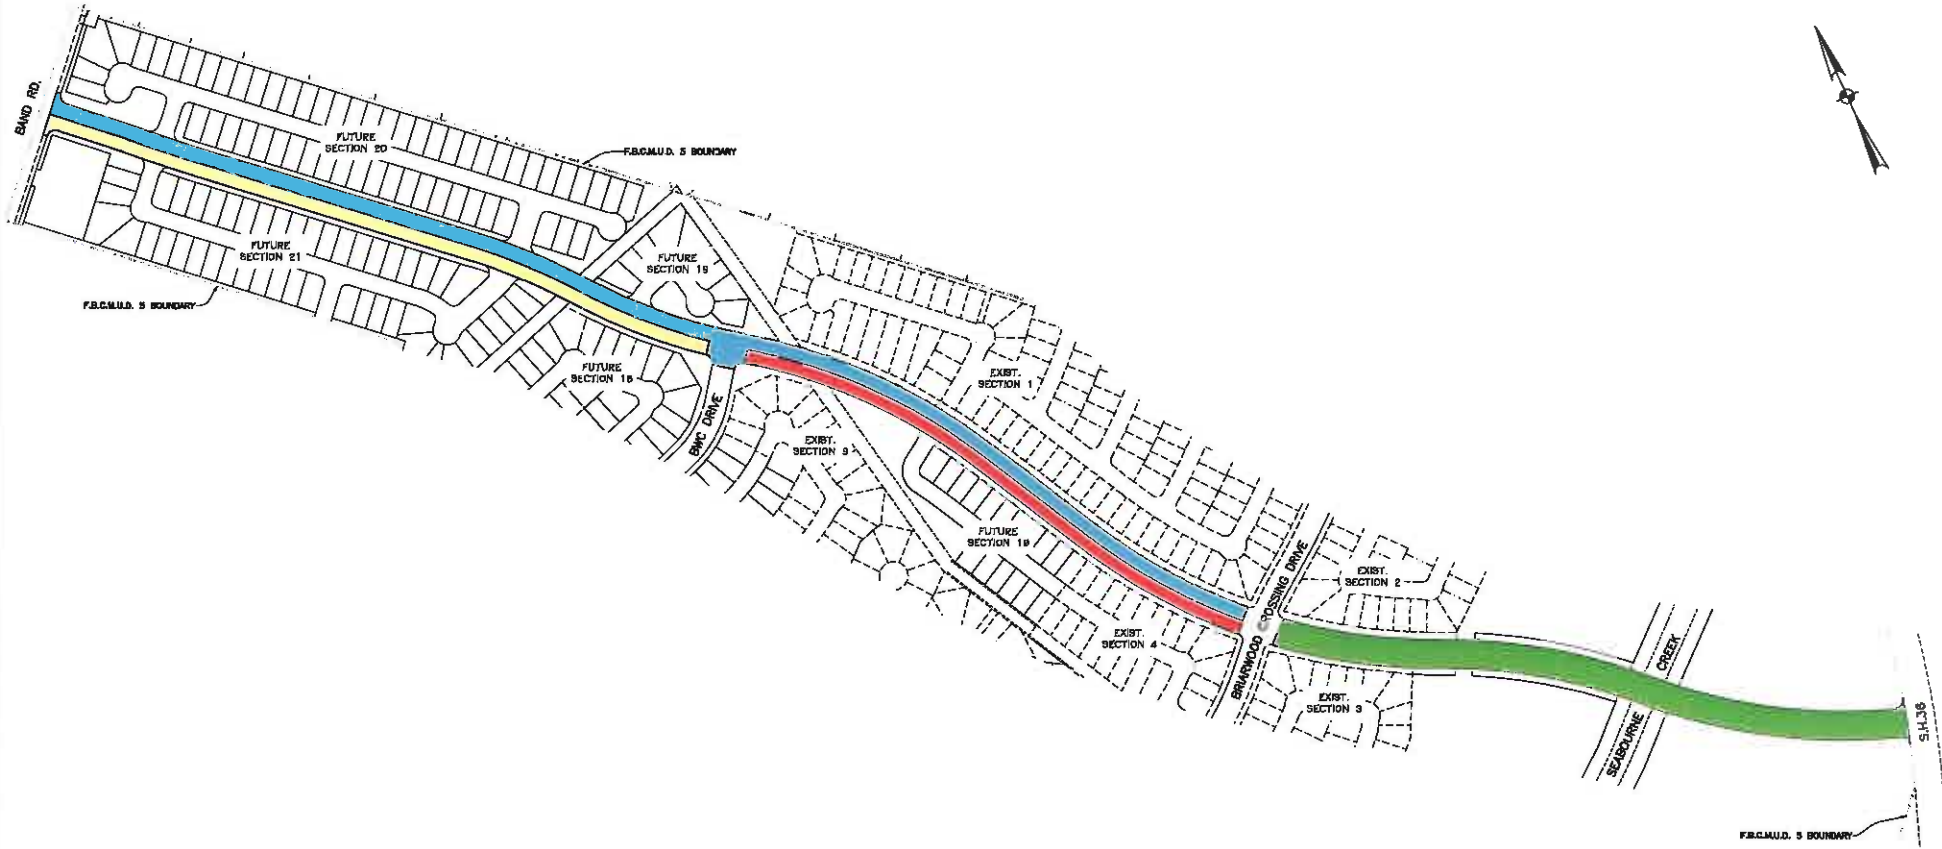 BAND RD.
FUTURE
SECTION 20
F.B.C.M.U.D. 5 BOUNDARY
FUTURE
SECTION 21
F.B.C.M.U.D. 5 BOUNDARY
FUTURE
SECTION 19
FUTURE
SECTION 18
BWC DRIVE
EXIST.
SECTION 1
EXIST.
SECTION 9
FUTURE
SECTION
EXIST.
SECTION 4
BRIARWOOD CROSSING DRIVE
EXIST.
SECTION 2
EXIST.
SECTION 3
SEABOURNE
CREEK
S.H.36
F.B.C.M.U.D. 5 BOUNDARY